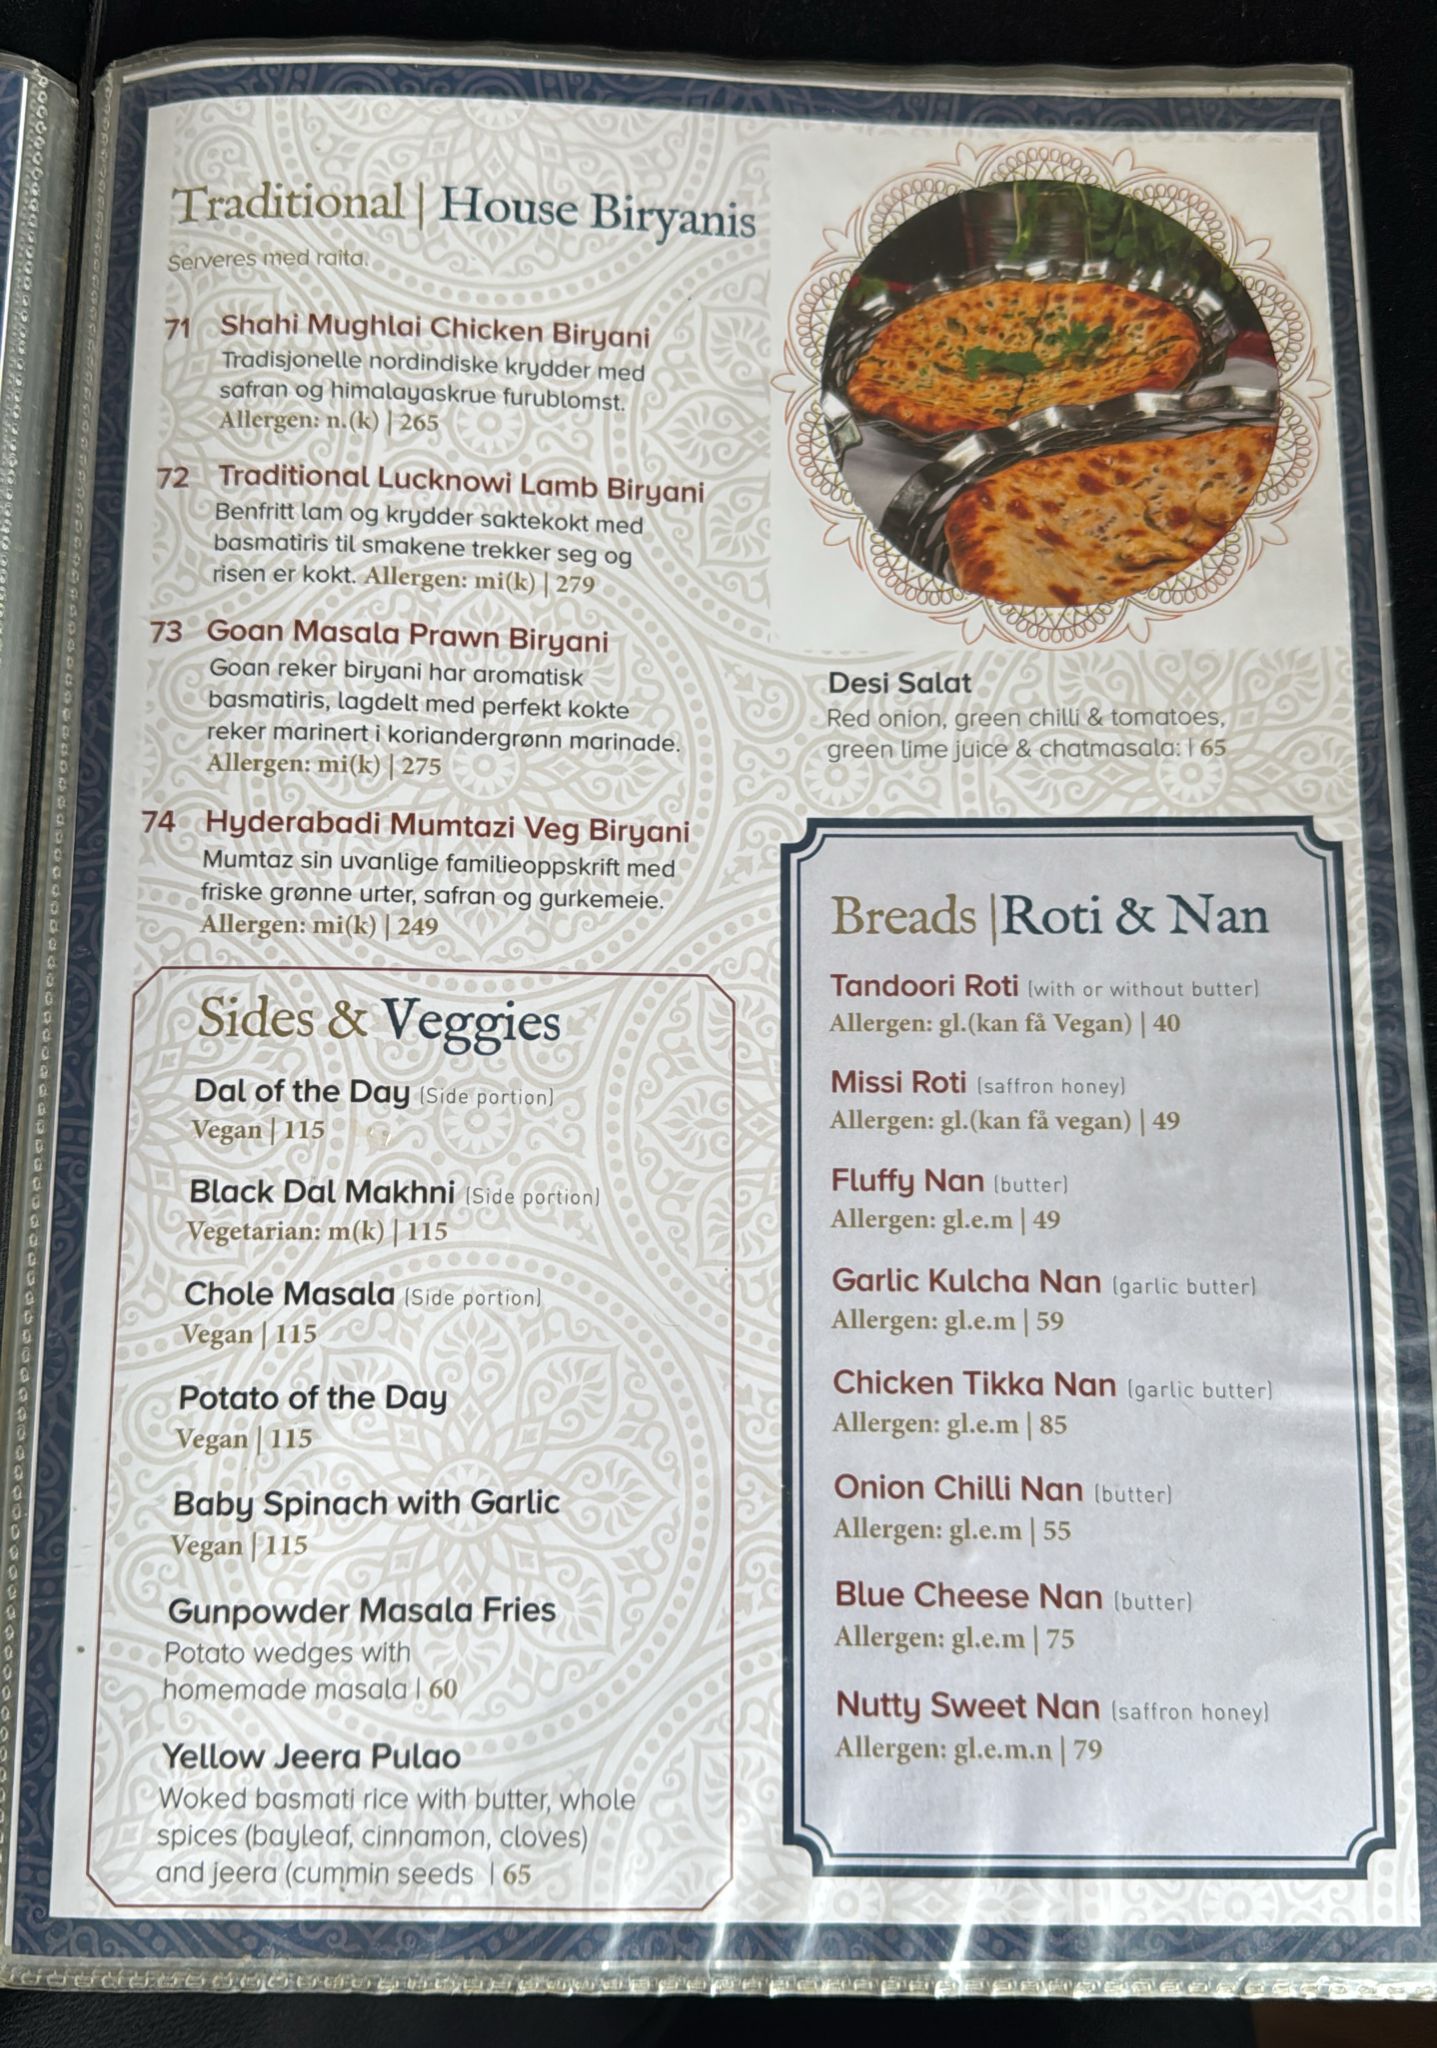 Traditional | House Biryanis
Serveres med raita.
71 Shahi Mughlai Chicken Biryani
Tradisjonelle nordindiske krydder med
safran og himalayaskrue furublomst.
Allergen: n.(k) | 265
72 Traditional Lucknowi Lamb Biryani
Benfritt lam og krydder saktekokt med
basmatiris til smakene trekker seg og
risen er kokt. Allergen: mi(k) | 279
73 Goan Masala Prawn Biryani
Goan reker biryani har aromatisk
basmatiris, lagdelt med perfekt kokte
reker marinert i koriandergrønn marinade.
Allergen: mi(k) | 275
74 Hyderabadi Mumtazi Veg Biryani
Mumtaz sin uvanlige familieoppskrift med
friske grønne urter, safran og gurkemeie.
Allergen: mi(k) | 249
Sides & Veggies
Dal of the Day (Side portion)
Vegan | 115
Black Dal Makhni (Side portion)
Vegetarian: m(k) | 115
Chole Masala (Side portion)
Vegan | 115
Potato of the Day
Vegan | 115
Baby Spinach with Garlic
Vegan | 115
Gunpowder Masala Fries
Potato wedges with
homemade masala | 60
Yellow Jeera Pulao
Woked basmati rice with butter, whole
spices (bayleaf, cinnamon, cloves)
and jeera (cummin seeds | 65
Desi Salat
Red onion, green chilli & tomatoes,
green lime juice & chatmasala: | 65
Breads |Roti & Nan
Tandoori Roti (with or without butter)
Allergen: gl.(kan få Vegan) | 40
Missi Roti (saffron honey)
Allergen: gl.(kan få vegan) | 49
Fluffy Nan (butter)
Allergen: gl.e.m | 49
Garlic Kulcha Nan (garlic butter)
Allergen: gl.e.m | 59
Chicken Tikka Nan (garlic butter)
Allergen: gl.e.m | 85
Onion Chilli Nan (butter)
Allergen: gl.e.m | 55
Blue Cheese Nan (butter)
Allergen: gl.e.m | 75
Nutty Sweet Nan (saffron honey)
Allergen: gl.e.m.n | 79